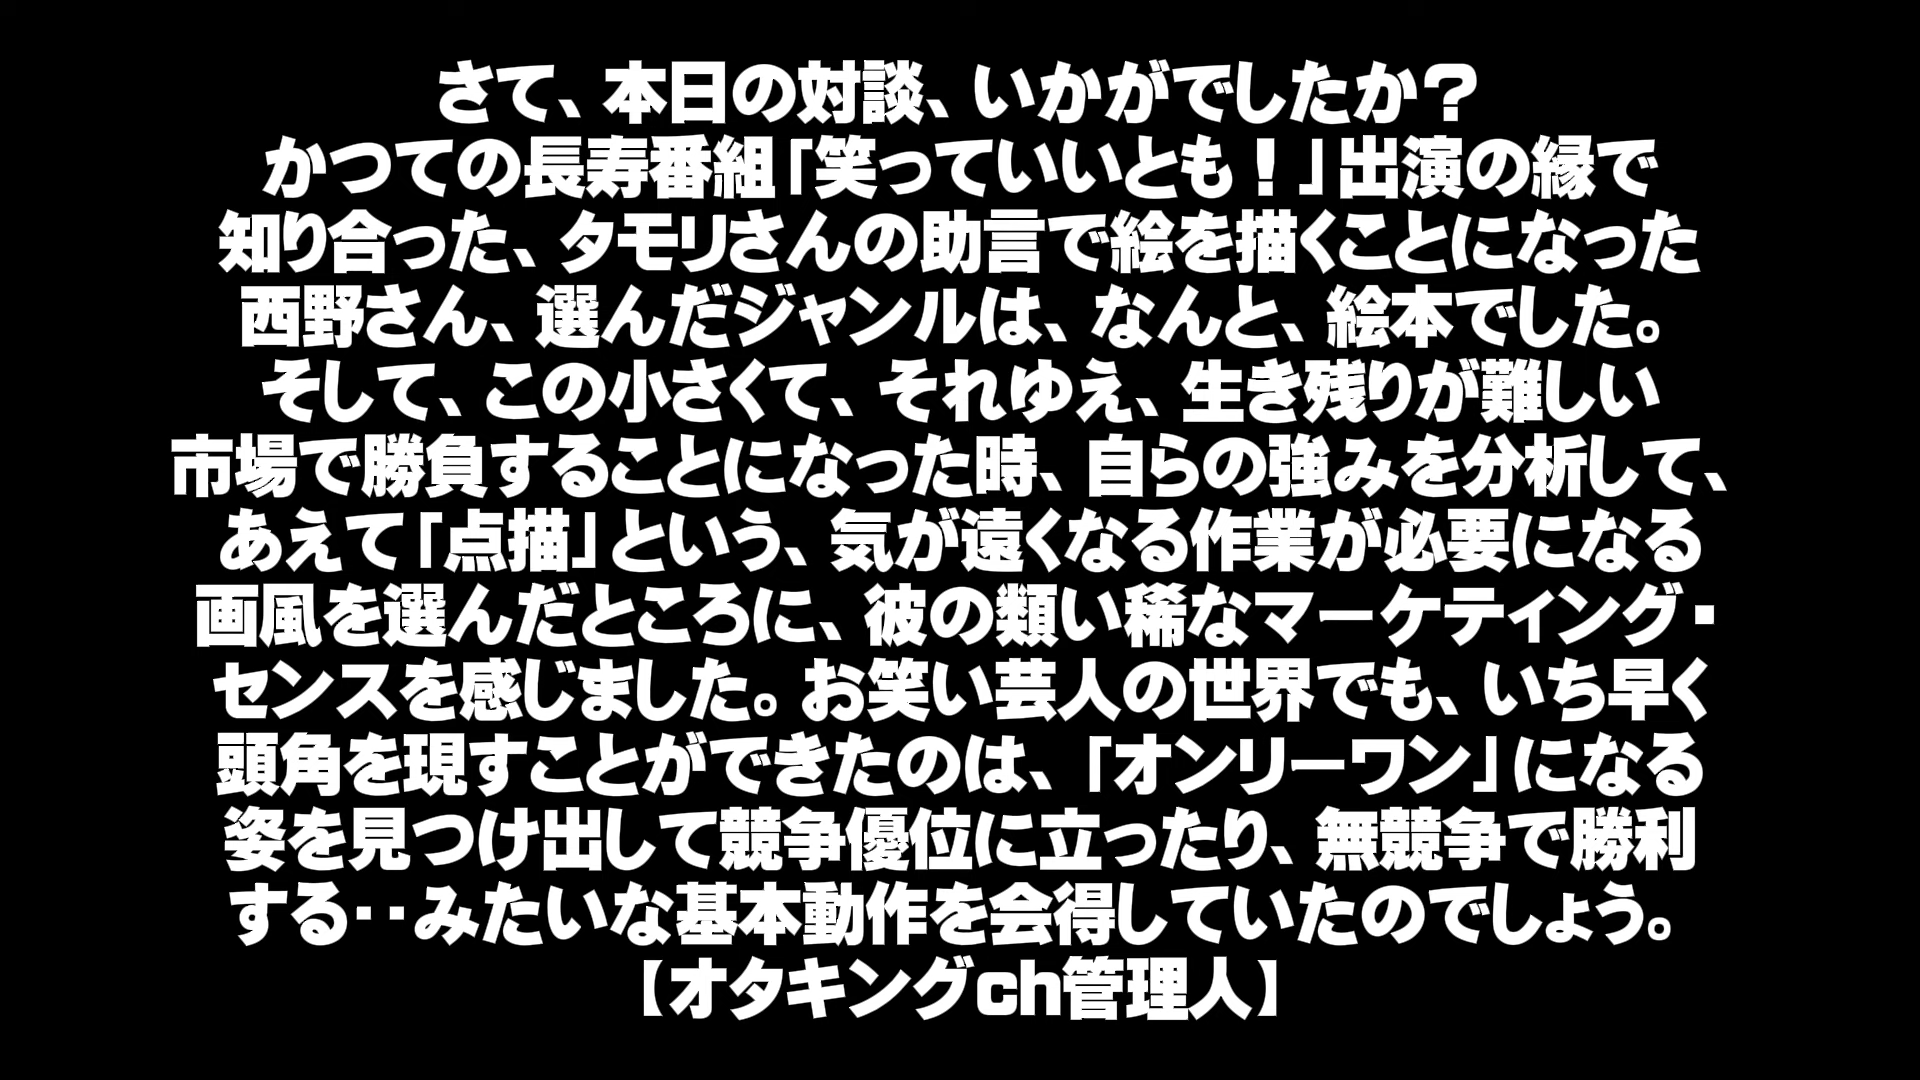 さて、本日の対談、いかがでしたか?
かつての長寿番組「笑っていいとも!」出演の縁で
知り合った、タモリさんの助言で絵を描くことになった
西野さん、選んだジャンルは、なんと、絵本でした。
そして、この小さくて、それゆえ、生き残りが難しい
市場で勝負することになった時、自らの強みを分析して、
あえて「点描」という、気が遠くなる作業が必要になる
画風を選んだところに、彼の類い稀なマーケティング・
センスを感じました。お笑い芸人の世界でも、いち早く
頭角を現すことができたのは、「オンリーワン」になる
姿を見つけ出して競争優位に立ったり、無競争で勝利
する・・みたいな基本動作を会得していたのでしょう。
【オタキングch管理人】